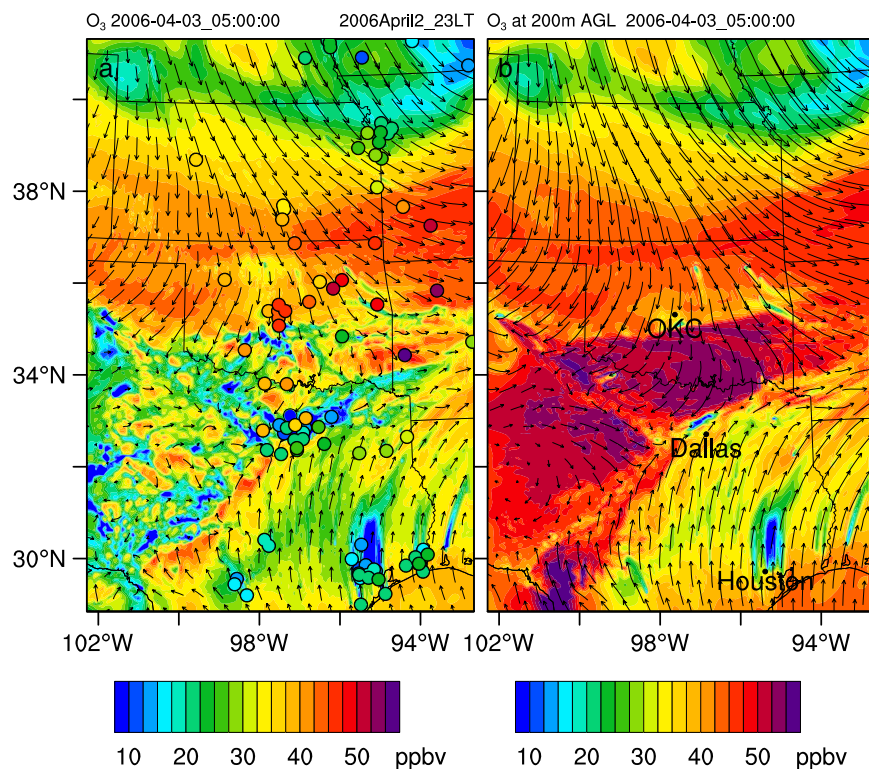 O₃ 2006-04-03_05:00:00 2006April2_23LT
O₃ at 200m AGL 2006-04-03_05:00:00
a
b
38°N
34°N
30°N
OKC
Dallas
Houston
102°W 98°W 94°W
102°W 98°W 94°W
10 20 30 40 50 ppbv
10 20 30 40 50 ppbv